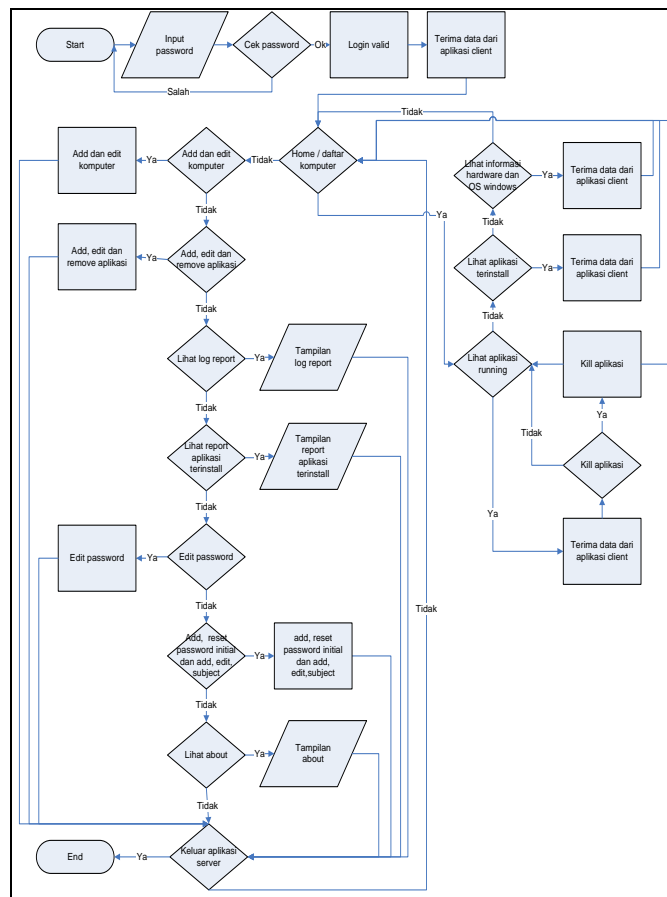 Start
Input
password
Cek password
Ok
Login valid
Terima data dari
aplikasi client
Salah
Tidak
Add dan edit
komputer
Ya
Add dan edit
komputer
Tidak
Home / daftar
komputer
Lihat informasi
hardware dan
OS windows
Ya
Terima data dari
aplikasi client
Tidak
Ya
Tidak
Add, edit dan
remove aplikasi
Ya
Add, edit dan
remove aplikasi
Lihat aplikasi
terinstall
Ya
Terima data dari
aplikasi client
Tidak
Tidak
Lihat log report
Ya
Tampilan
log report
Lihat aplikasi
running
Kill aplikasi
Tidak
Ya
Tidak
Lihat report
aplikasi
terinstall
Ya
Tampilan
report
aplikasi
terinstall
Kill aplikasi
Tidak
Ya
Edit password
Ya
Edit password
Terima data dari
aplikasi client
Tidak
Tidak
Add, reset
password initial
dan add, edit,
subject
Ya
add, reset
password initial
dan add,
edit,subject
Tidak
Lihat about
Ya
Tampilan
about
Tidak
End
Ya
Keluar aplikasi
server